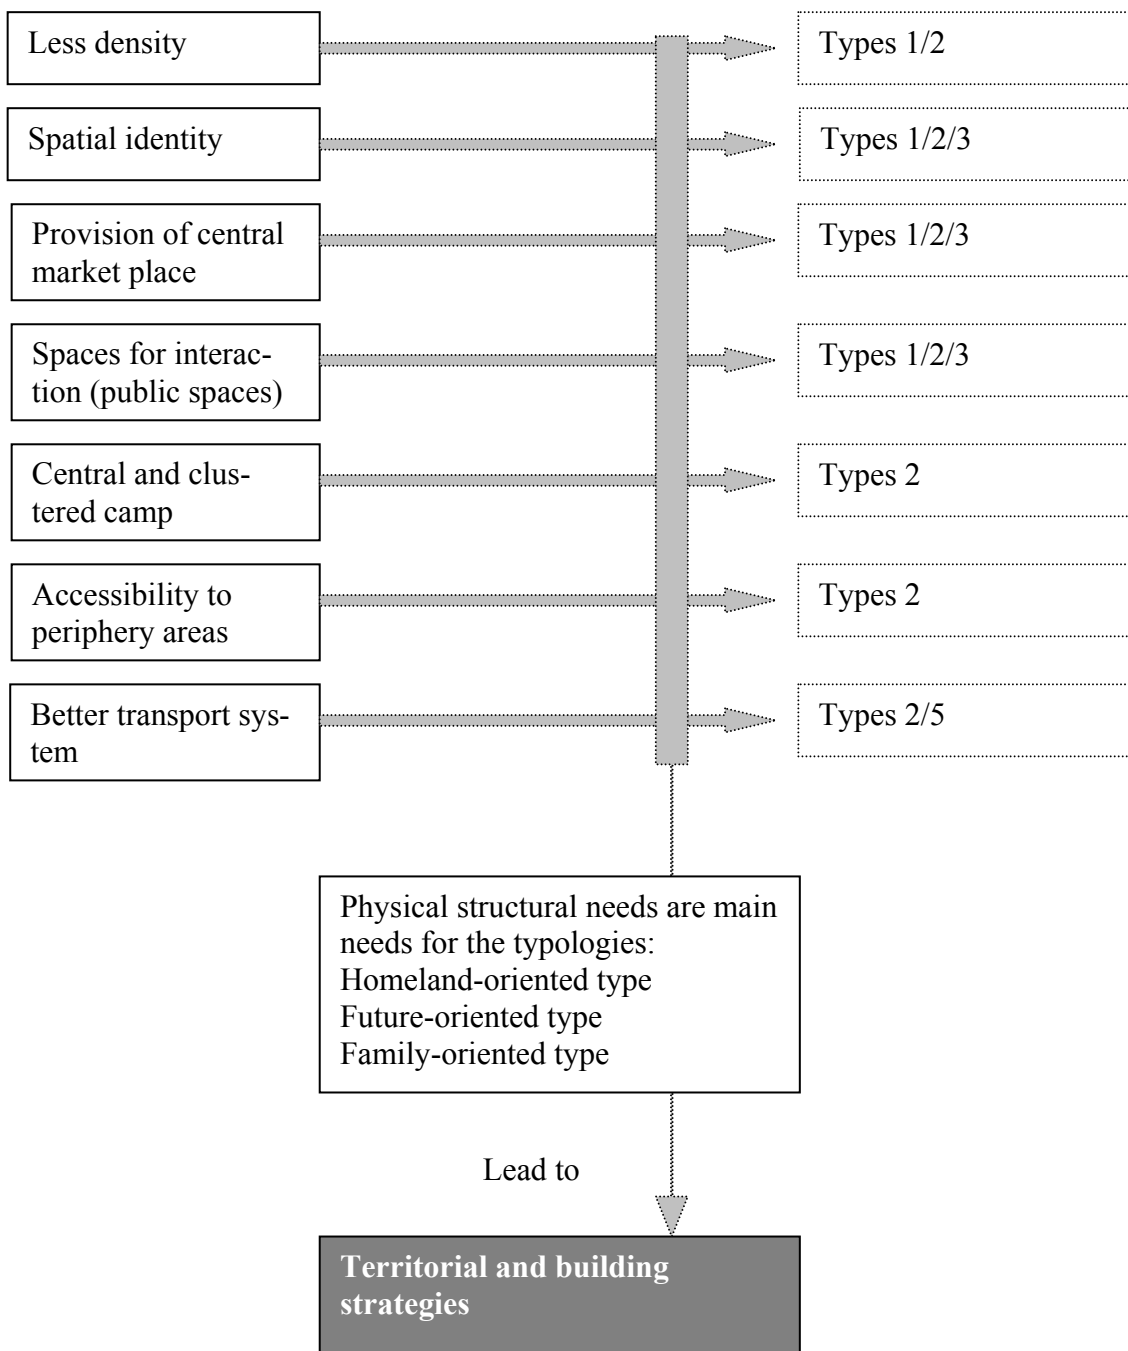 Less density
Types 1/2
Spatial identity
Types 1/2/3
Provision of central
market place
Types 1/2/3
Spaces for interac-
tion (public spaces)
Types 1/2/3
Central and clus-
tered camp
Types 2
Accessibility to
periphery areas
Types 2
Better transport sys-
tem
Types 2/5
Physical structural needs are main
needs for the typologies:
Homeland-oriented type
Future-oriented type
Family-oriented type
Lead to
Territorial and building
strategies